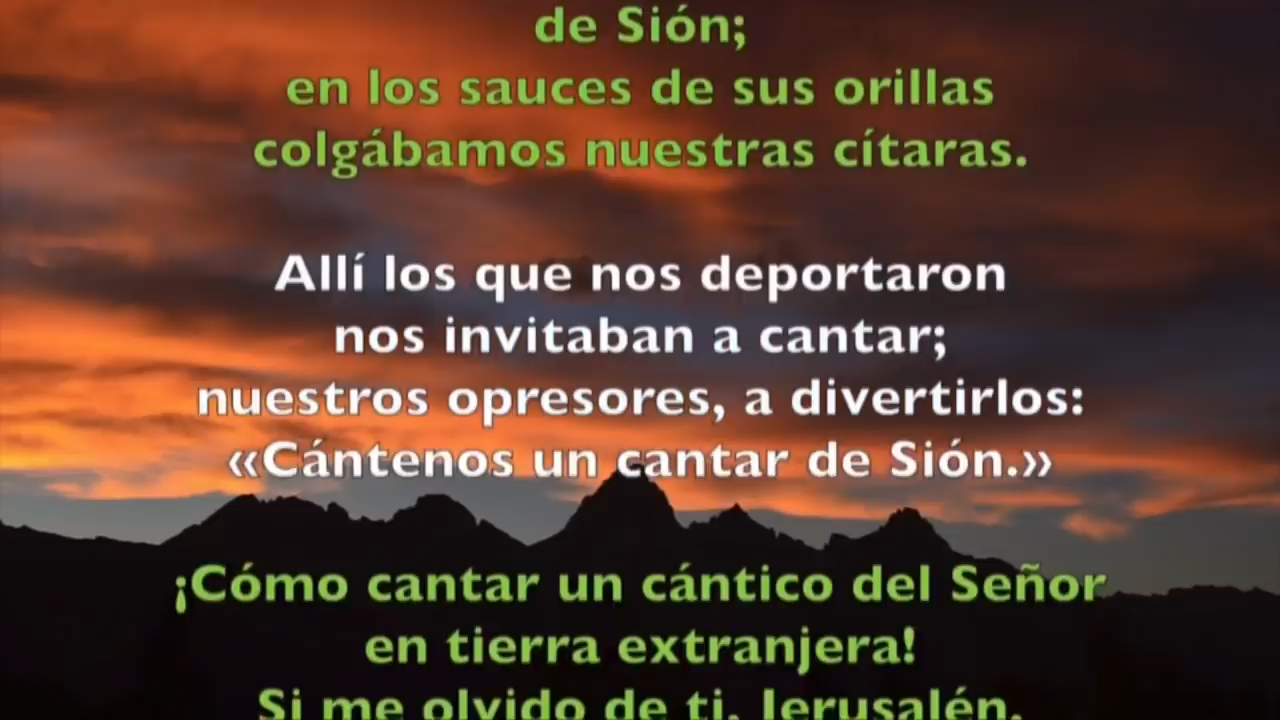 de Sión;
en los sauces de sus orillas
colgábamos nuestras cítaras.
Allí los que nos deportaron
nos invitaban a cantar;
nuestros opresores, a divertirlos:
«Cántenos un cantar de Sión.»
¡Cómo cantar un cántico del Señor
en tierra extranjera!
Si me olvido de ti, Jerusalén,